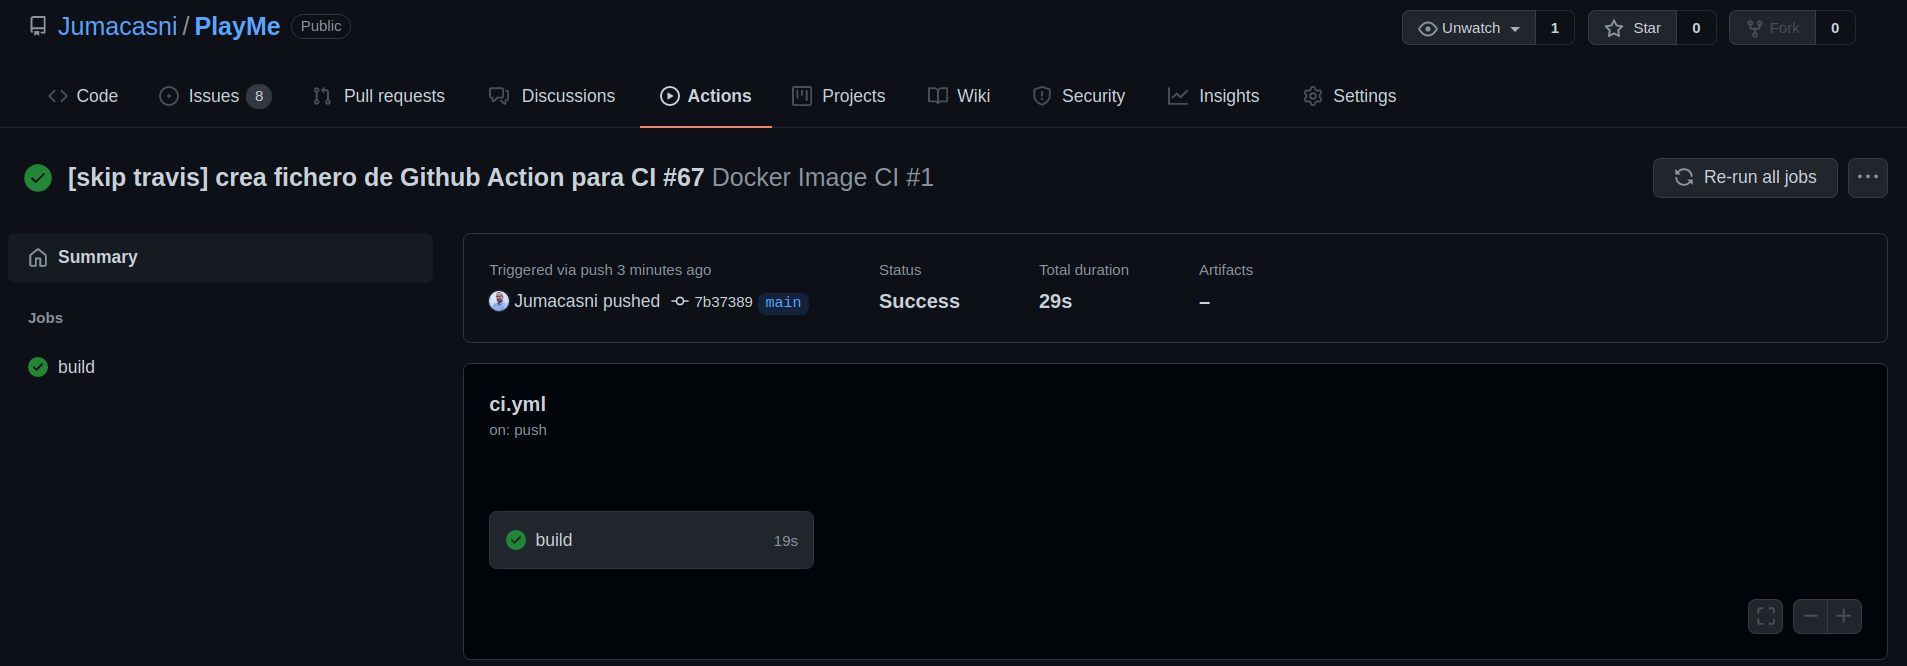 Jumacasni / PlayMe Public Unwatch 1 Star 0 Fork 0
Code Issues 8 Pull requests Discussions Actions Projects Wiki Security Insights Settings
[skip travis] crea fichero de Github Action para CI #67 Docker Image CI #1 Re-run all jobs
Summary
Jobs
build
Triggered via push 3 minutes ago Status Total duration Artifacts
Jumacasni pushed 7b37389 main Success 29s –
ci.yml
on: push
build 19s